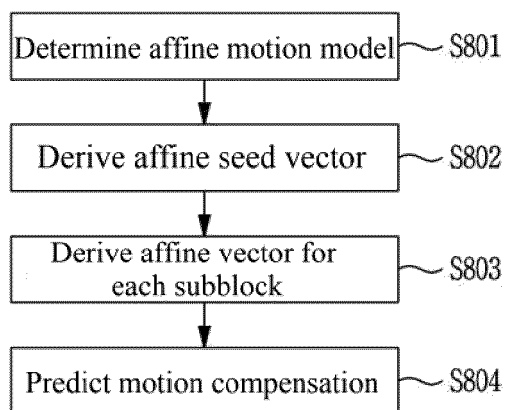 Determine affine motion model
S801
Derive affine seed vector
S802
Derive affine vector for
each subblock
S803
Predict motion compensation
S804